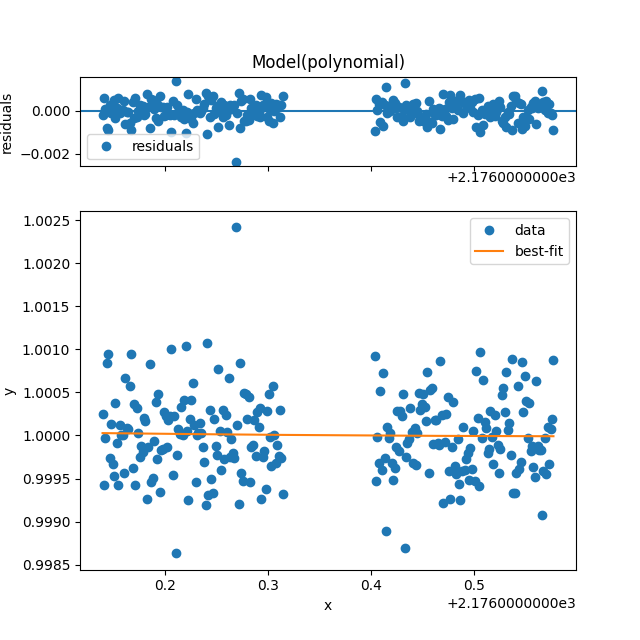 Model(polynomial)
residuals
0.000
−0.002
residuals
+2.1760000000e3
1.0025
1.0020
1.0015
1.0010
1.0005
1.0000
0.9995
0.9990
0.9985
y
data
best-fit
0.2
0.3
0.4
0.5
x
+2.1760000000e3